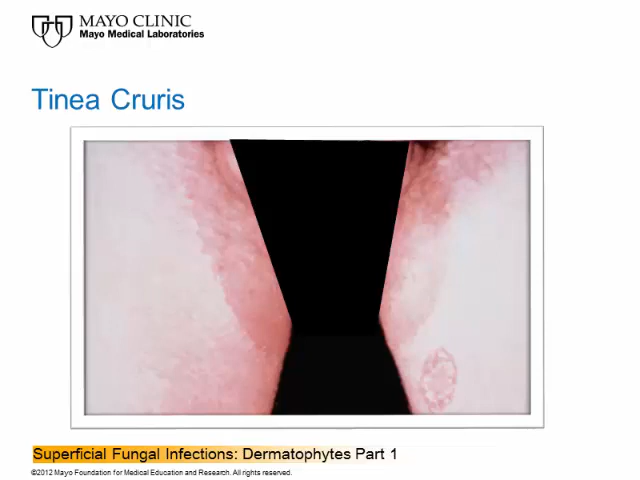 MAYO CLINIC
Mayo Medical Laboratories
Tinea Cruris
Superficial Fungal Infections: Dermatophytes Part 1
©2012 Mayo Foundation for Medical Education and Research. All rights reserved.